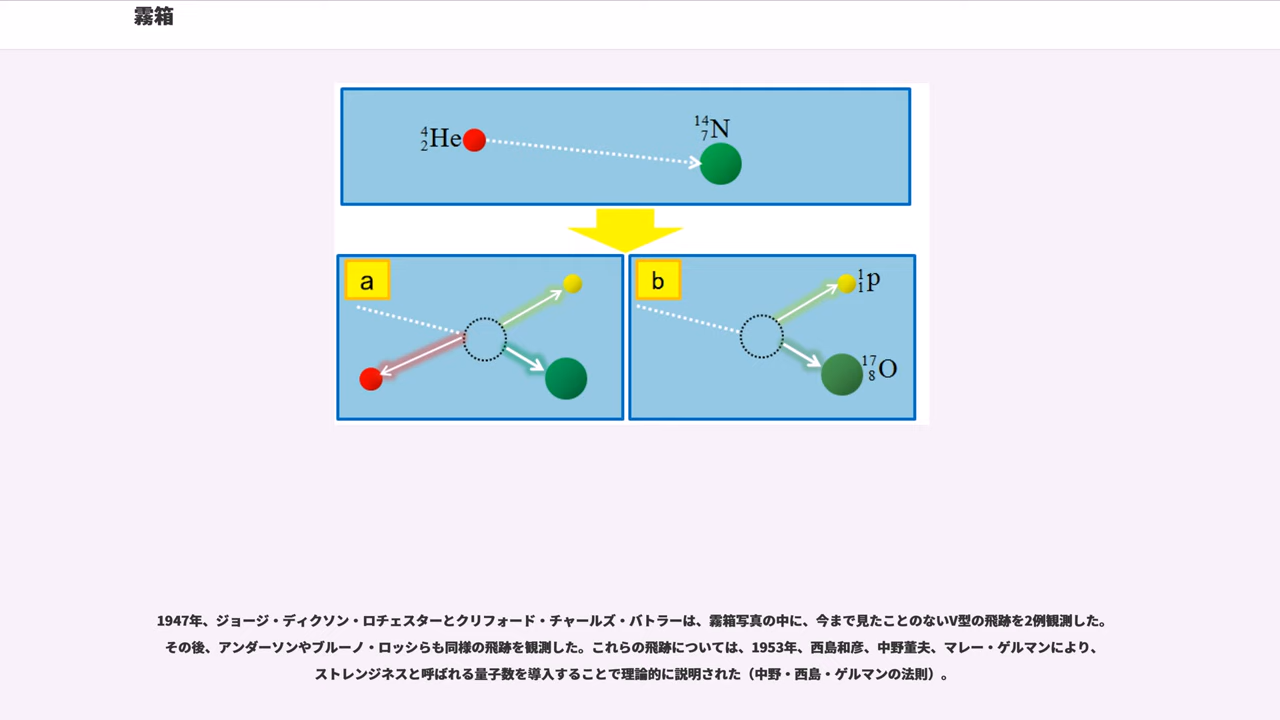 霧箱
⁴₂He
¹⁴₇N
a
b
¹₁p
¹⁷₈O
1947年、ジョージ・ディクソン・ロチェスターとクリフォード・チャールズ・バトラーは、霧箱写真の中に、今まで見たことのないV型の飛跡を2例観測した。
その後、アンダーソンやブルーノ・ロッシらも同様の飛跡を観測した。これらの飛跡については、1953年、西島和彦、中野董夫、マレー・ゲルマンにより、
ストレンジネスと呼ばれる量子数を導入することで理論的に説明された（中野・西島・ゲルマンの法則）。